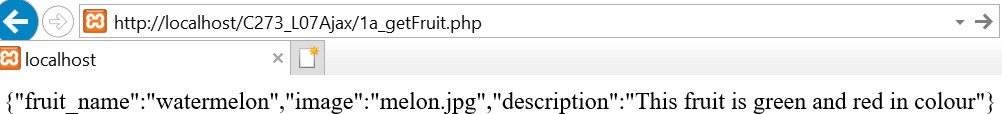 http://localhost/C273_L07Ajax/1a_getFruit.php
localhost
{"fruit_name":"watermelon","image":"melon.jpg","description":"This fruit is green and red in colour"}